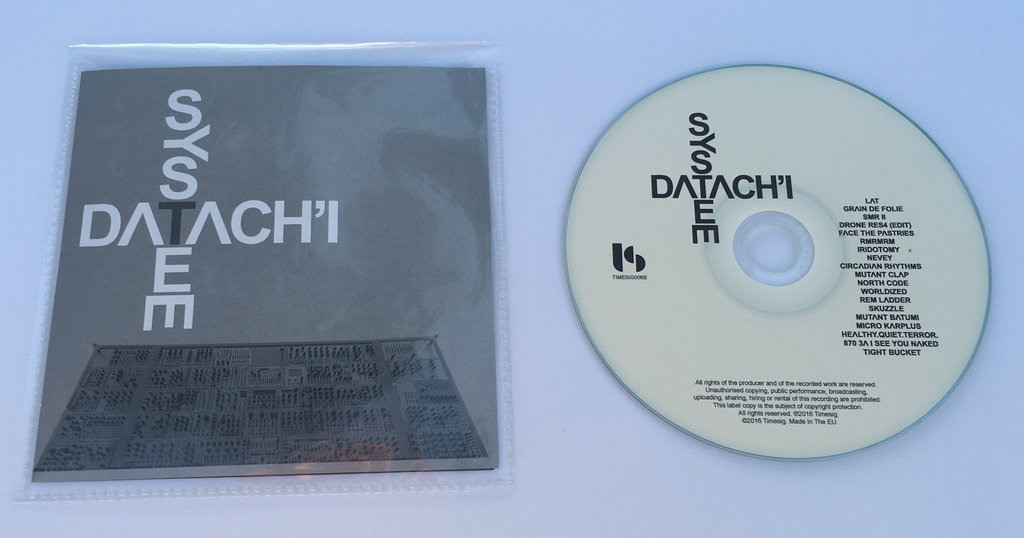 SYSTEM
DATACH'I
SYSTEM
DATACH'I
TIMESIG006B
LAT
GRAIN DE FOLIE
SMR II
DRONE RES4 (EDIT)
FACE THE PASTRIES
RMRMRM
IRIDOTOMY
NEVEY
CIRCADIAN RHYTHMS
MUTANT CLAP
NORTH CODE
WORLDIZED
REM LADDER
SKUZZLE
MUTANT BATUMI
MICRO KARPLUS
HEALTHY.QUIET.TERROR.
870 3A I SEE YOU NAKED
TIGHT BUCKET
All rights of the producer and of the recorded work are reserved.
Unauthorised copying, public performance, broadcasting,
uploading, sharing, hiring or rental of this recording are prohibited.
This label copy is the subject of copyright protection.
All rights reserved. ℗2016 Timesig.
©2016 Timesig. Made In The EU.